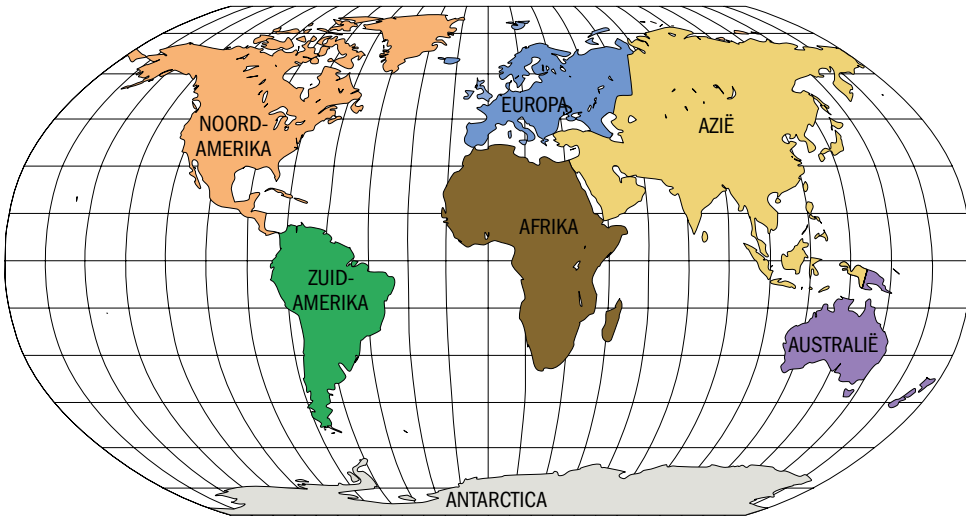 NOORD-
AMERIKA
EUROPA
AZIË
AFRIKA
ZUID-
AMERIKA
AUSTRALIË
ANTARCTICA